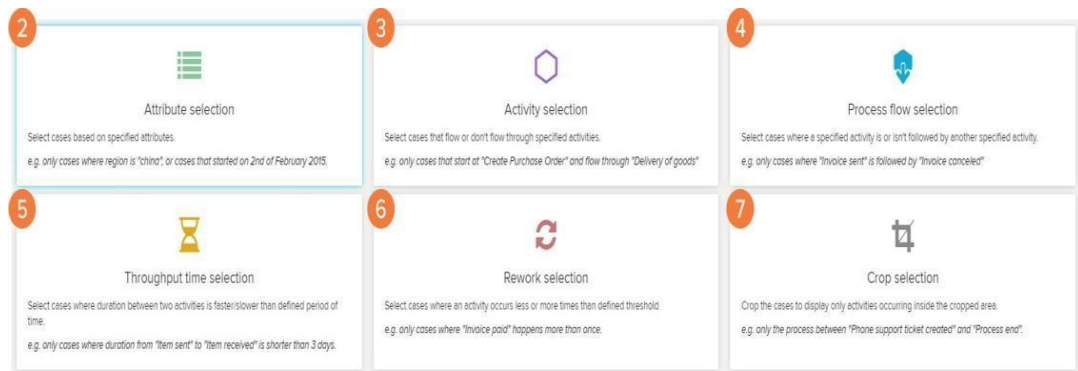 2
Attribute selection
Select cases based on specified attributes.
e.g. only cases where region is "china", or cases that started on 2nd of February 2015.
3
Activity selection
Select cases that flow or don't flow through specified activities.
e.g. only cases that start at "Create Purchase Order" and flow through "Delivery of goods"
4
Process flow selection
Select cases where a specified activity is or isn't followed by another specified activity.
e.g. only cases where "Invoice sent" is followed by "Invoice canceled"
5
Throughput time selection
Select cases where duration between two activities is faster/slower than defined period of
time.
e.g. only cases where duration from "Item sent" to "Item received" is shorter than 3 days.
6
Rework selection
Select cases where an activity occurs less or more times than defined threshold
e.g. only cases where "Invoice paid" happens more than once.
7
Crop selection
Crop the cases to display only activities occurring inside the cropped area.
e.g. only the process between "Phone support ticket created" and "Process end".